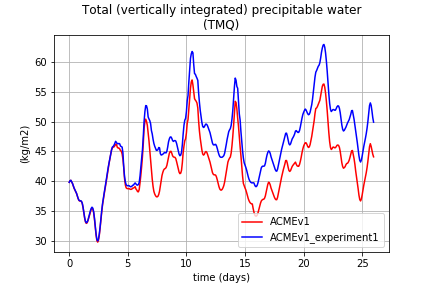 Total (vertically integrated) precipitable water
(TMQ)
(kg/m2)
60
55
50
45
40
35
30
0
5
10
15
20
25
time (days)
ACMEv1
ACMEv1_experiment1